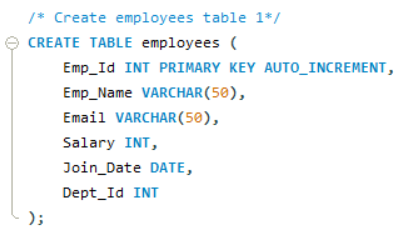 /* Create employees table 1*/
CREATE TABLE employees (
Emp_Id INT PRIMARY KEY AUTO_INCREMENT,
Emp_Name VARCHAR(50),
Email VARCHAR(50),
Salary INT,
Join_Date DATE,
Dept_Id INT
);